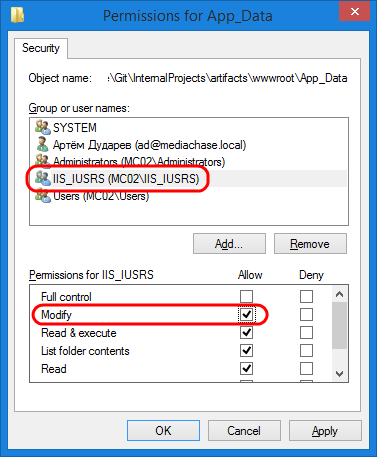 Permissions for App_Data
Security
Object name: :\Git\InternalProjects\artifacts\wwwroot\App_Data
Group or user names:
SYSTEM
Артём Дударев (ad@mediachase.local)
Administrators (MC02\Administrators)
IIS_IUSRS (MC02\IIS_IUSRS)
Users (MC02\Users)
Add... Remove
Permissions for IIS_IUSRS Allow Deny
Full control
Modify
Read & execute
List folder contents
Read
OK Cancel Apply